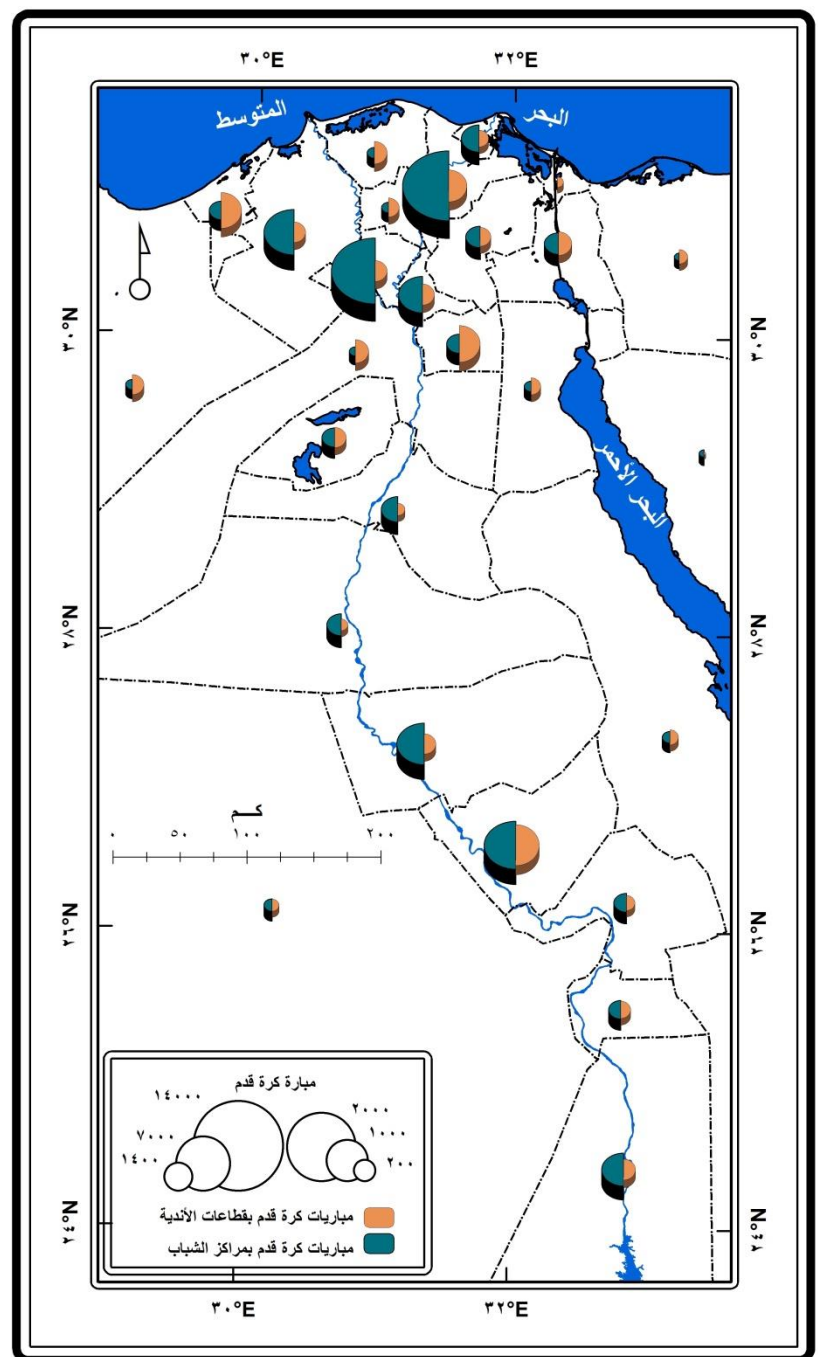 ٣٠°E ٣٢°E
البحر المتوسط
٣٠°N ٣٠°N
البحر الأحمر
٢٨°N ٢٨°N
كــم
٠ ٥٠ ١٠٠ ٢٠٠
٢٦°N ٢٦°N
مبارة كرة قدم
١٤٠٠٠ ٢٠٠٠
٧٠٠٠ ١٠٠٠
١٤٠٠ ٢٠٠
مباريات كرة قدم بقطاعات الأندية
مباريات كرة قدم بمراكز الشباب
٢٤°N ٢٤°N
٣٠°E ٣٢°E